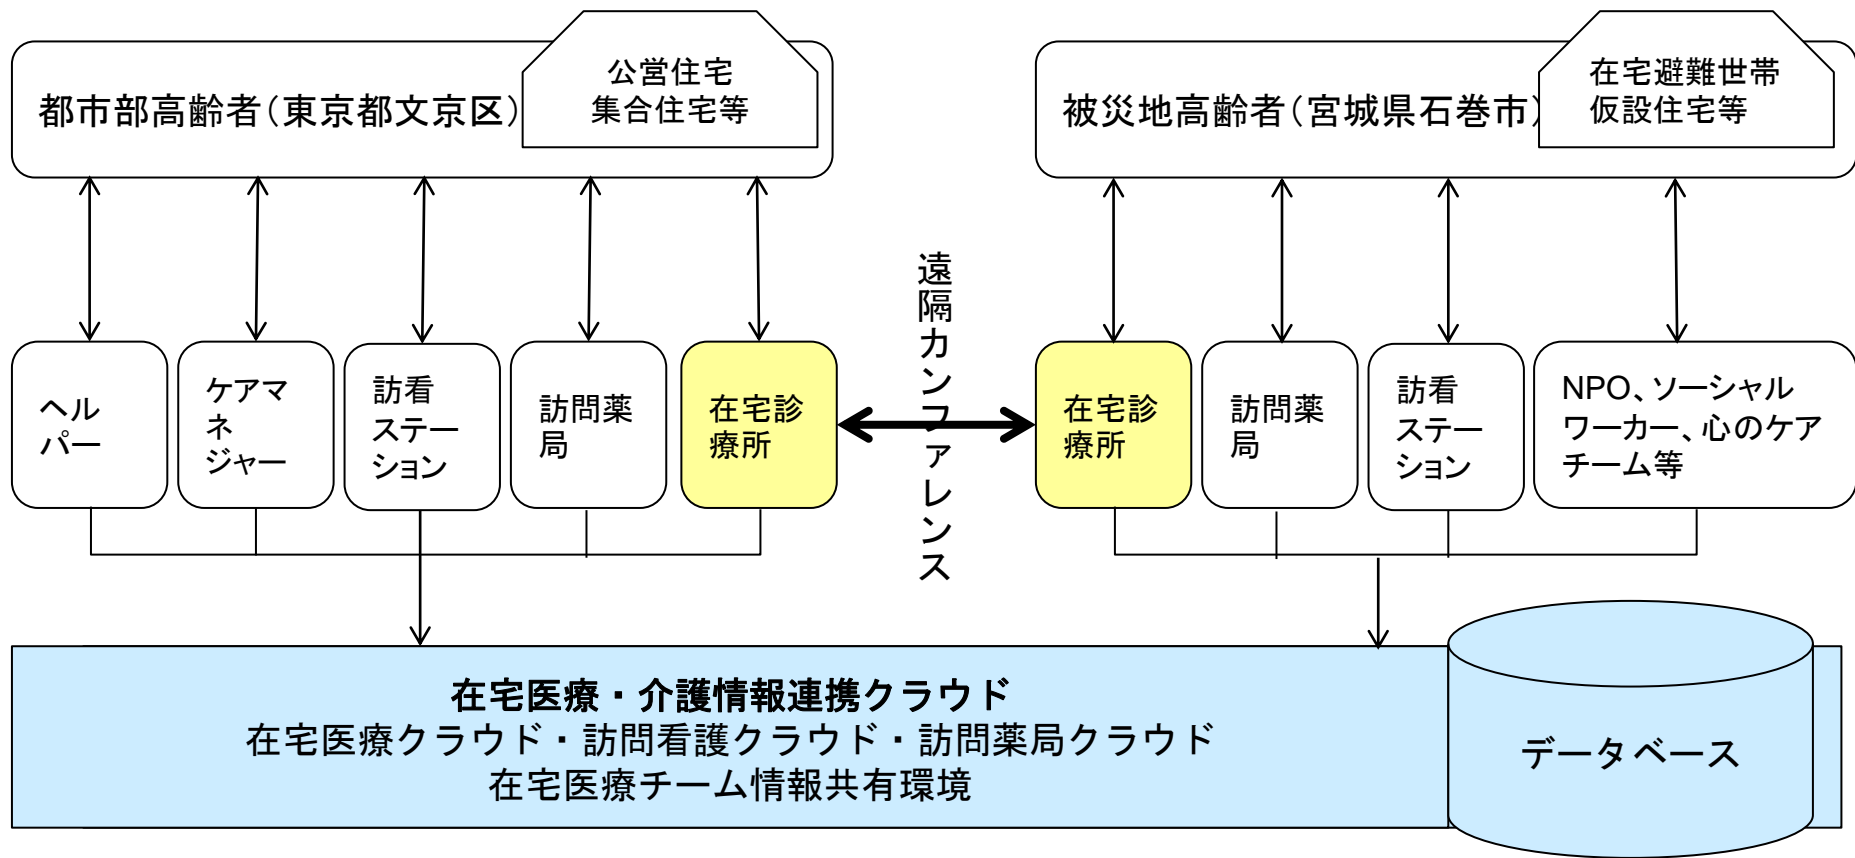 公営住宅
集合住宅等
都市部高齢者(東京都文京区)
在宅避難世帯
仮設住宅等
被災地高齢者(宮城県石巻市)
遠隔カンファレンス
ヘル
パー
ケアマ
ネ
ジャー
訪看
ステー
ション
訪問薬
局
在宅診
療所
在宅診
療所
訪問薬
局
訪看
ステー
ション
NPO、ソーシャル
ワーカー、心のケア
チーム等
在宅医療・介護情報連携クラウド
在宅医療クラウド・訪問看護クラウド・訪問薬局クラウド
在宅医療チーム情報共有環境
データベース